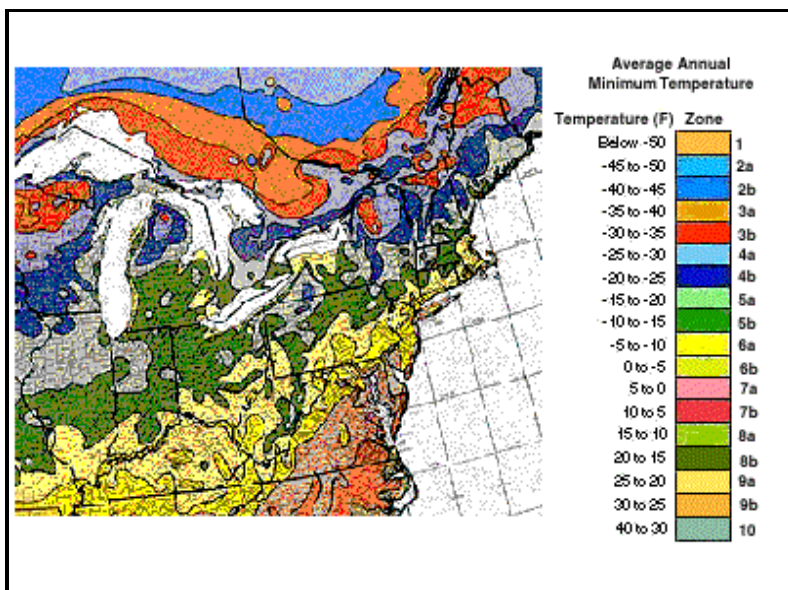 Average Annual
Minimum Temperature
Temperature (F) Zone
Below -50 1
-45 to -50 2a
-40 to -45 2b
-35 to -40 3a
-30 to -35 3b
-25 to -30 4a
-20 to -25 4b
-15 to -20 5a
-10 to -15 5b
-5 to -10 6a
0 to -5 6b
5 to 0 7a
10 to 5 7b
15 to 10 8a
20 to 15 8b
25 to 20 9a
30 to 25 9b
40 to 30 10